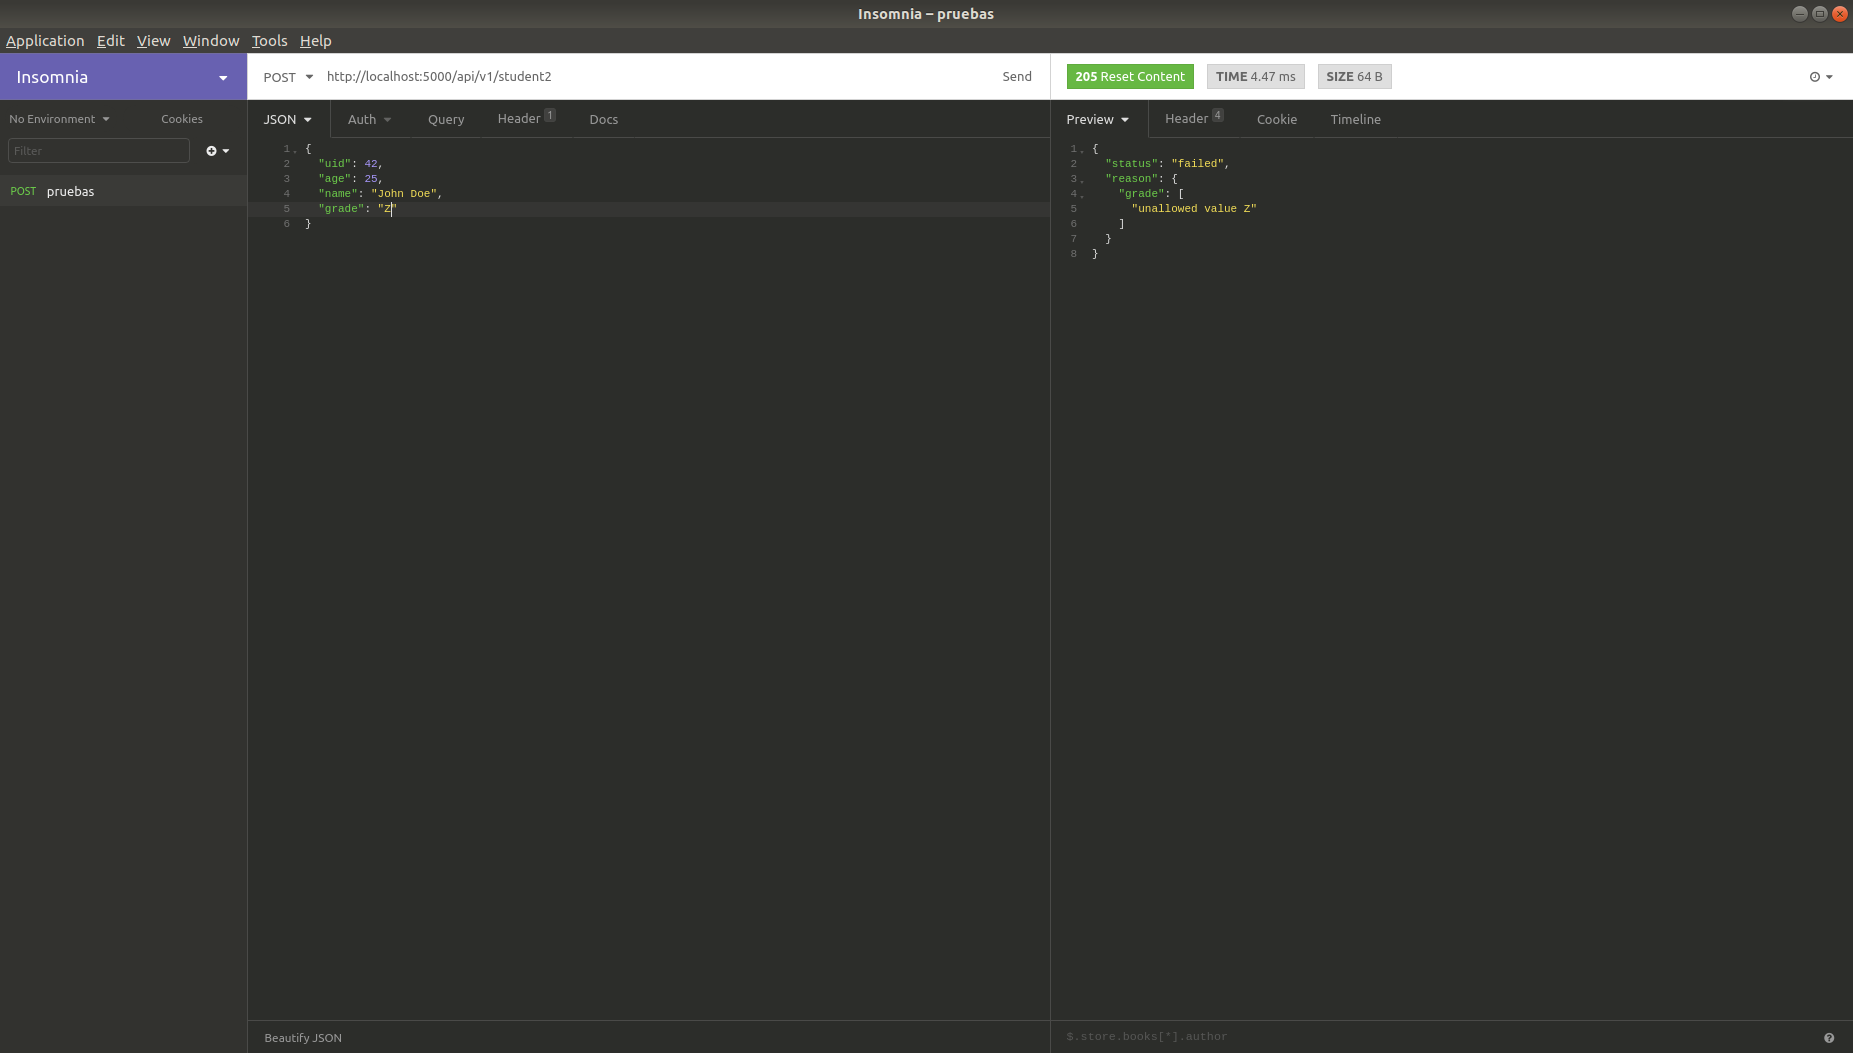 Insomnia – pruebas
Application Edit View Window Tools Help
Insomnia
POST http://localhost:5000/api/v1/student2 Send
205 Reset Content TIME 4.47 ms SIZE 64 B
No Environment Cookies
JSON Auth Query Header 1 Docs
Preview Header 4 Cookie Timeline
Filter
POST pruebas
1 {
2 "uid": 42,
3 "age": 25,
4 "name": "John Doe",
5 "grade": "Z"
6 }
1 {
2 "status": "failed",
3 "reason": {
4 "grade": [
5 "unallowed value Z"
6 ]
7 }
8 }
Beautify JSON
$.store.books[*].author